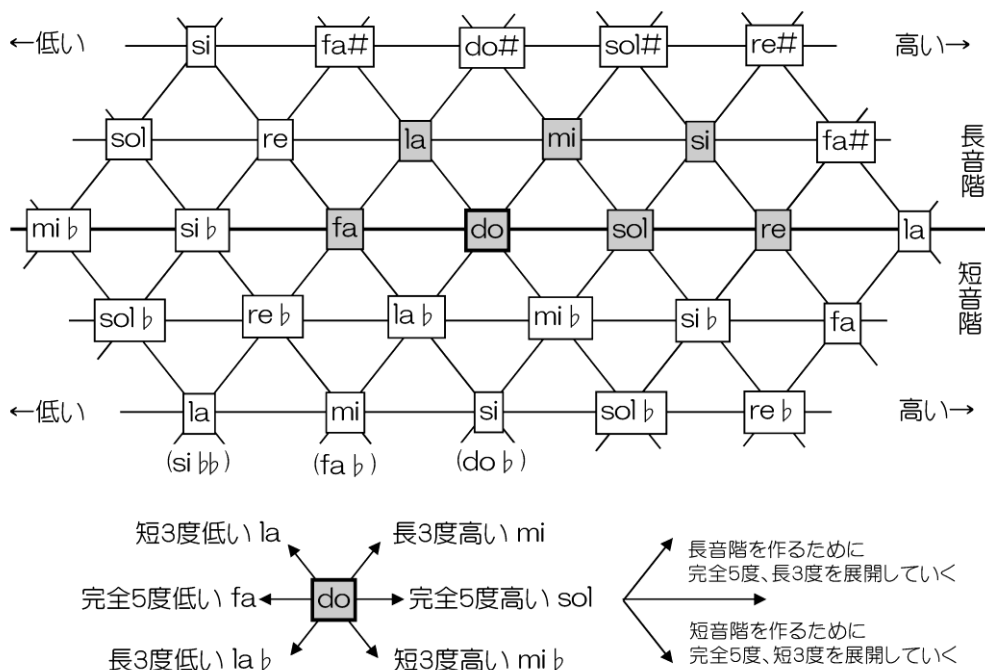 ←低い
si
fa#
do#
sol#
re#
高い→
sol
re
la
mi
si
fa#
長音階
mi♭
si♭
fa
do
sol
re
la
短音階
sol♭
re♭
la♭
mi♭
si♭
fa
←低い
la
mi
si
sol♭
re♭
高い→
(si♭♭)
(fa♭)
(do♭)
短3度低い la
長3度高い mi
完全5度低い fa
do
完全5度高い sol
長3度低い la♭
短3度高い mi♭
長音階を作るために
完全5度、長3度を展開していく
短音階を作るために
完全5度、短3度を展開していく